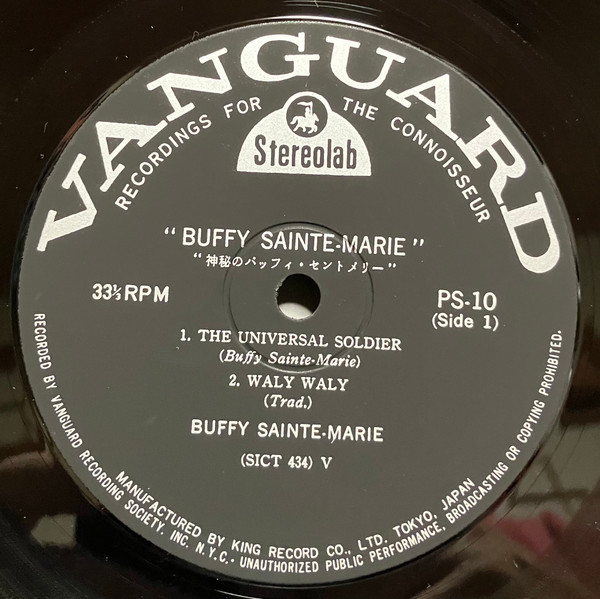 VANGUARD
RECORDINGS FOR THE CONNOISSEUR
Stereolab
"BUFFY SAINTE-MARIE"
"神秘のバッフィ・セントメリー"
33⅓ RPM
PS-10
(Side 1)
1. THE UNIVERSAL SOLDIER
(Buffy Sainte-Marie)
2. WALY WALY
(Trad.)
BUFFY SAINTE-MARIE
(SICT 434) V
MANUFACTURED BY KING RECORD CO., LTD. TOKYO, JAPAN
RECORDED BY VANGUARD RECORDING SOCIETY, INC. N.Y.C. · UNAUTHORIZED PUBLIC PERFORMANCE, BROADCASTING OR COPYING PROHIBITED.